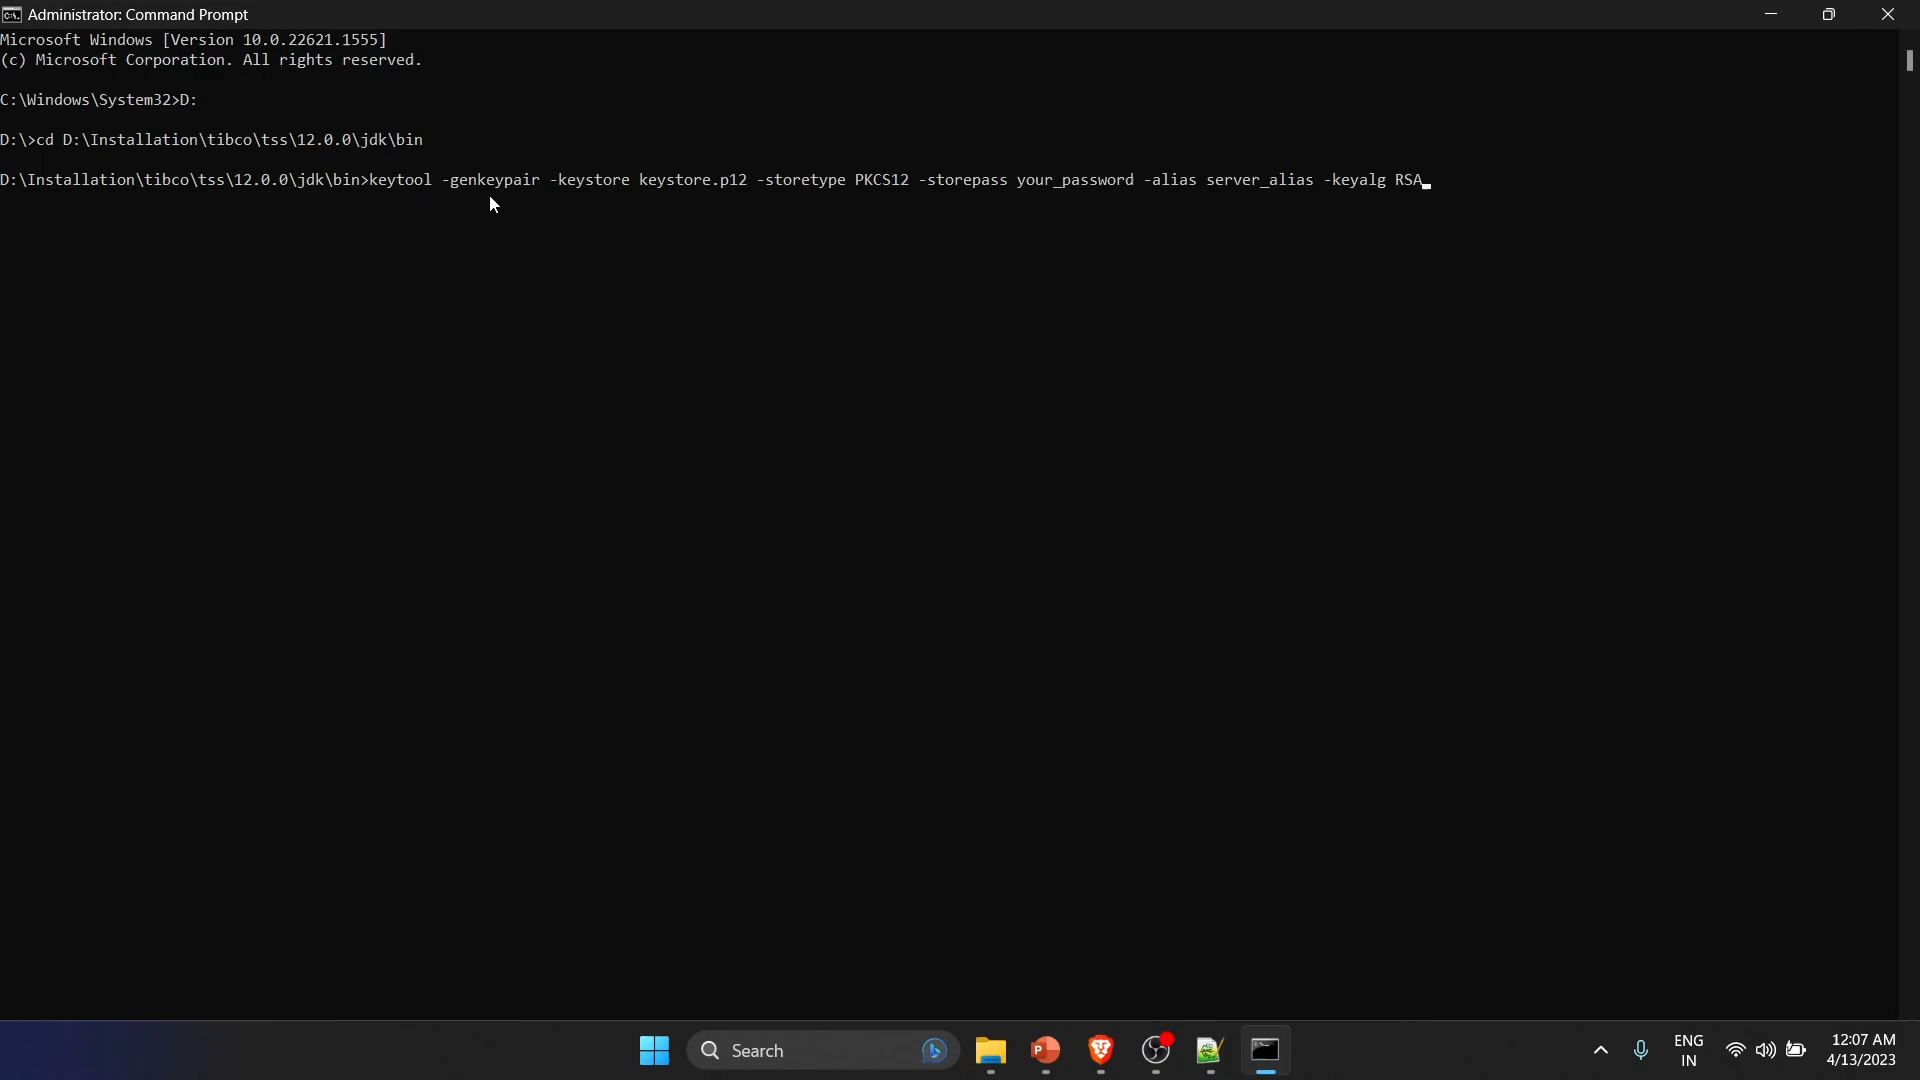 Administrator: Command Prompt
Microsoft Windows [Version 10.0.22621.1555]
(c) Microsoft Corporation. All rights reserved.
C:\Windows\System32>D:
D:\>cd D:\Installation\tibco\tss\12.0.0\jdk\bin
D:\Installation\tibco\tss\12.0.0\jdk\bin>keytool -genkeypair -keystore keystore.p12 -storetype PKCS12 -storepass your_password -alias server_alias -keyalg RSA
Search
ENG
IN
12:07 AM
4/13/2023